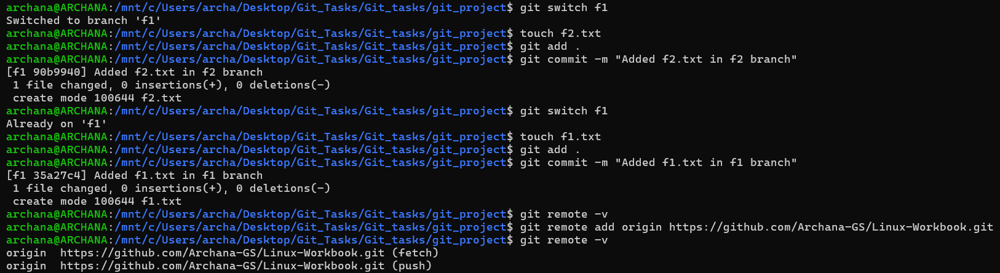 archana@ARCHANA:/mnt/c/Users/archa/Desktop/Git_Tasks/Git_tasks/git_project$ git switch f1
Switched to branch 'f1'
archana@ARCHANA:/mnt/c/Users/archa/Desktop/Git_Tasks/Git_tasks/git_project$ touch f2.txt
archana@ARCHANA:/mnt/c/Users/archa/Desktop/Git_Tasks/Git_tasks/git_project$ git add .
archana@ARCHANA:/mnt/c/Users/archa/Desktop/Git_Tasks/Git_tasks/git_project$ git commit -m "Added f2.txt in f2 branch"
[f1 90b9940] Added f2.txt in f2 branch
 1 file changed, 0 insertions(+), 0 deletions(-)
 create mode 100644 f2.txt
archana@ARCHANA:/mnt/c/Users/archa/Desktop/Git_Tasks/Git_tasks/git_project$ git switch f1
Already on 'f1'
archana@ARCHANA:/mnt/c/Users/archa/Desktop/Git_Tasks/Git_tasks/git_project$ touch f1.txt
archana@ARCHANA:/mnt/c/Users/archa/Desktop/Git_Tasks/Git_tasks/git_project$ git add .
archana@ARCHANA:/mnt/c/Users/archa/Desktop/Git_Tasks/Git_tasks/git_project$ git commit -m "Added f1.txt in f1 branch"
[f1 35a27c4] Added f1.txt in f1 branch
 1 file changed, 0 insertions(+), 0 deletions(-)
 create mode 100644 f1.txt
archana@ARCHANA:/mnt/c/Users/archa/Desktop/Git_Tasks/Git_tasks/git_project$ git remote -v
archana@ARCHANA:/mnt/c/Users/archa/Desktop/Git_Tasks/Git_tasks/git_project$ git remote add origin https://github.com/Archana-GS/Linux-Workbook.git
archana@ARCHANA:/mnt/c/Users/archa/Desktop/Git_Tasks/Git_tasks/git_project$ git remote -v
origin  https://github.com/Archana-GS/Linux-Workbook.git (fetch)
origin  https://github.com/Archana-GS/Linux-Workbook.git (push)